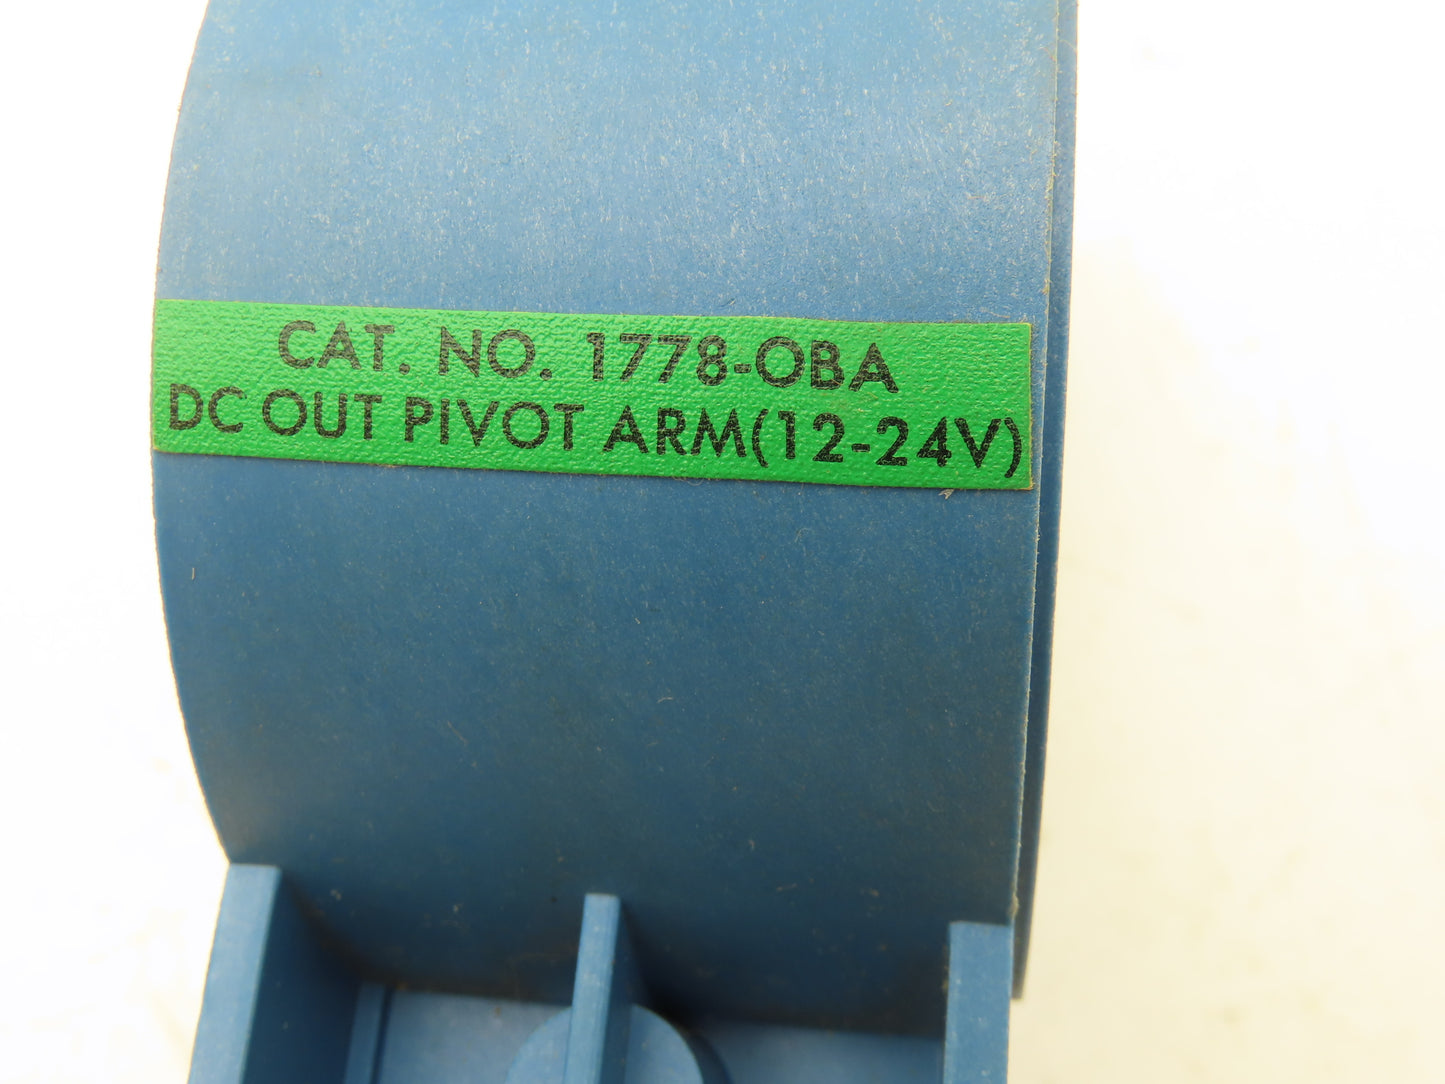 CAT. NO. 1778-OBA
DC OUT PIVOT ARM(12-24V)